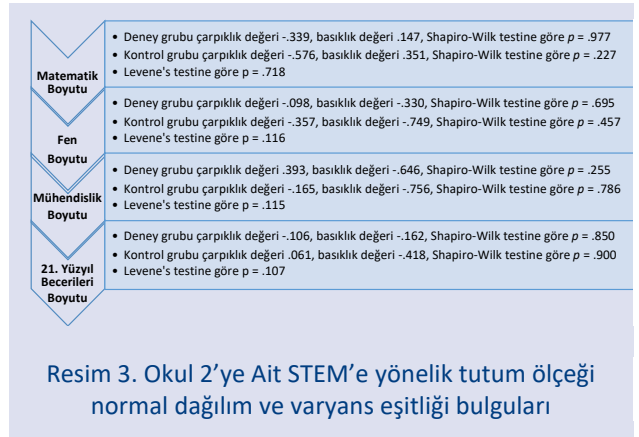 Matematik
Boyutu
• Deney grubu çarpıklık değeri -.339, basıklık değeri .147, Shapiro-Wilk testine göre p = .977
• Kontrol grubu çarpıklık değeri -.576, basıklık değeri .351, Shapiro-Wilk testine göre p = .227
• Levene's testine göre p = .718
Fen
Boyutu
• Deney grubu çarpıklık değeri -.098, basıklık değeri -.330, Shapiro-Wilk testine göre p = .695
• Kontrol grubu çarpıklık değeri -.357, basıklık değeri -.749, Shapiro-Wilk testine göre p = .457
• Levene's testine göre p = .116
Mühendislik
Boyutu
• Deney grubu çarpıklık değeri .393, basıklık değeri -.646, Shapiro-Wilk testine göre p = .255
• Kontrol grubu çarpıklık değeri -.165, basıklık değeri -.756, Shapiro-Wilk testine göre p = .786
• Levene's testine göre p = .115
21. Yüzyıl
Becerileri
Boyutu
• Deney grubu çarpıklık değeri -.106, basıklık değeri -.162, Shapiro-Wilk testine göre p = .850
• Kontrol grubu çarpıklık değeri .061, basıklık değeri -.418, Shapiro-Wilk testine göre p = .900
• Levene's testine göre p = .107
Resim 3. Okul 2’ye Ait STEM’e yönelik tutum ölçeği
normal dağılım ve varyans eşitliği bulguları